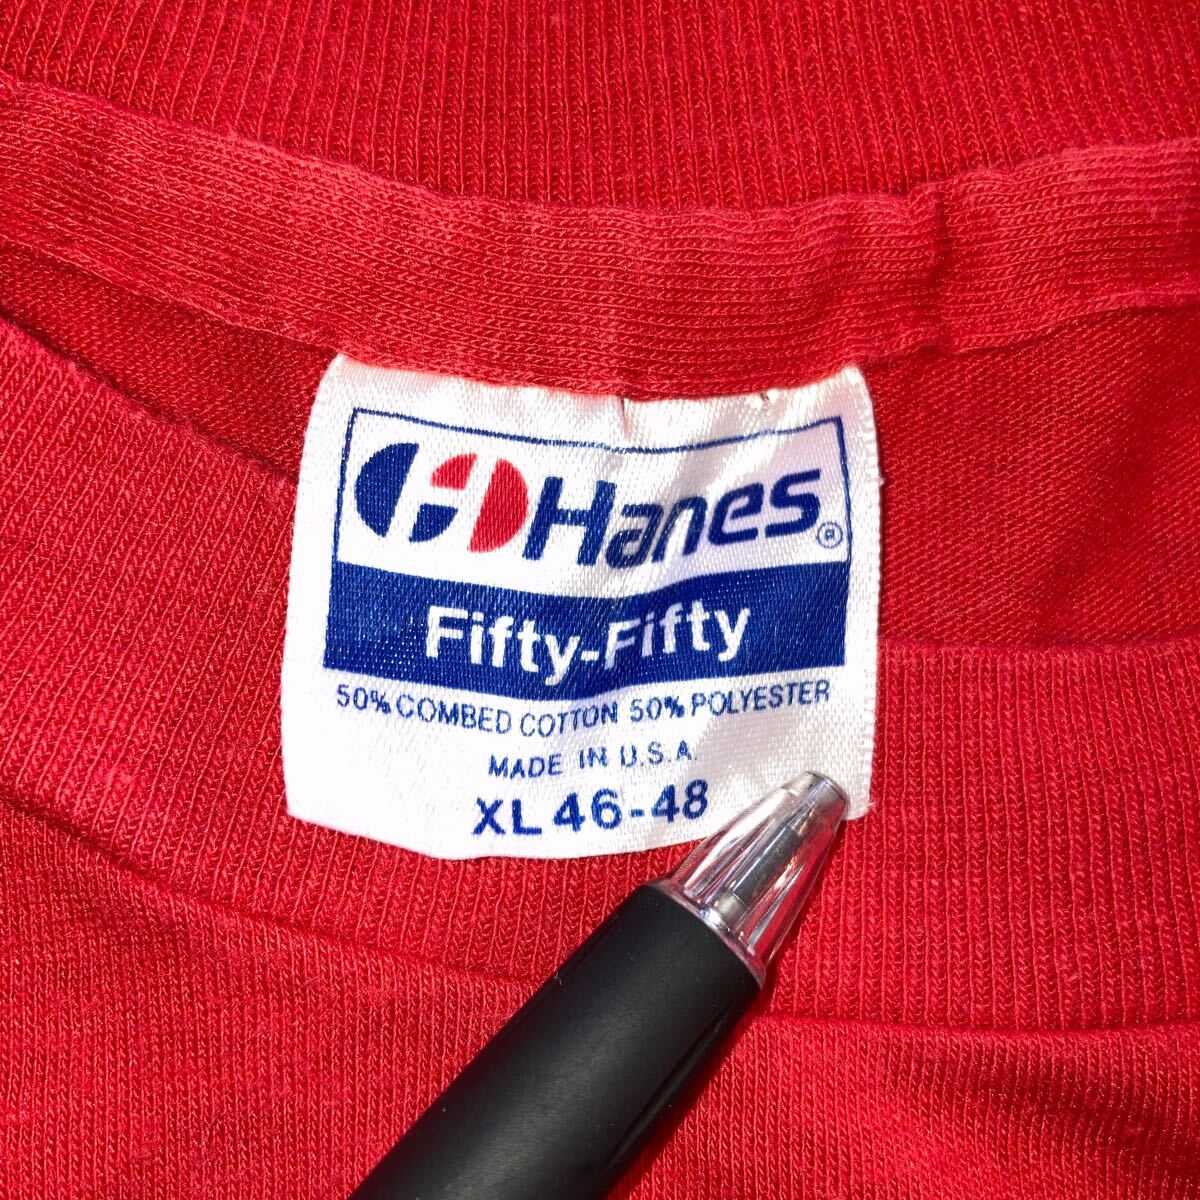 Hanes®
Fifty-Fifty
50% COMBED COTTON 50% POLYESTER
MADE IN U.S.A.
XL 46-48